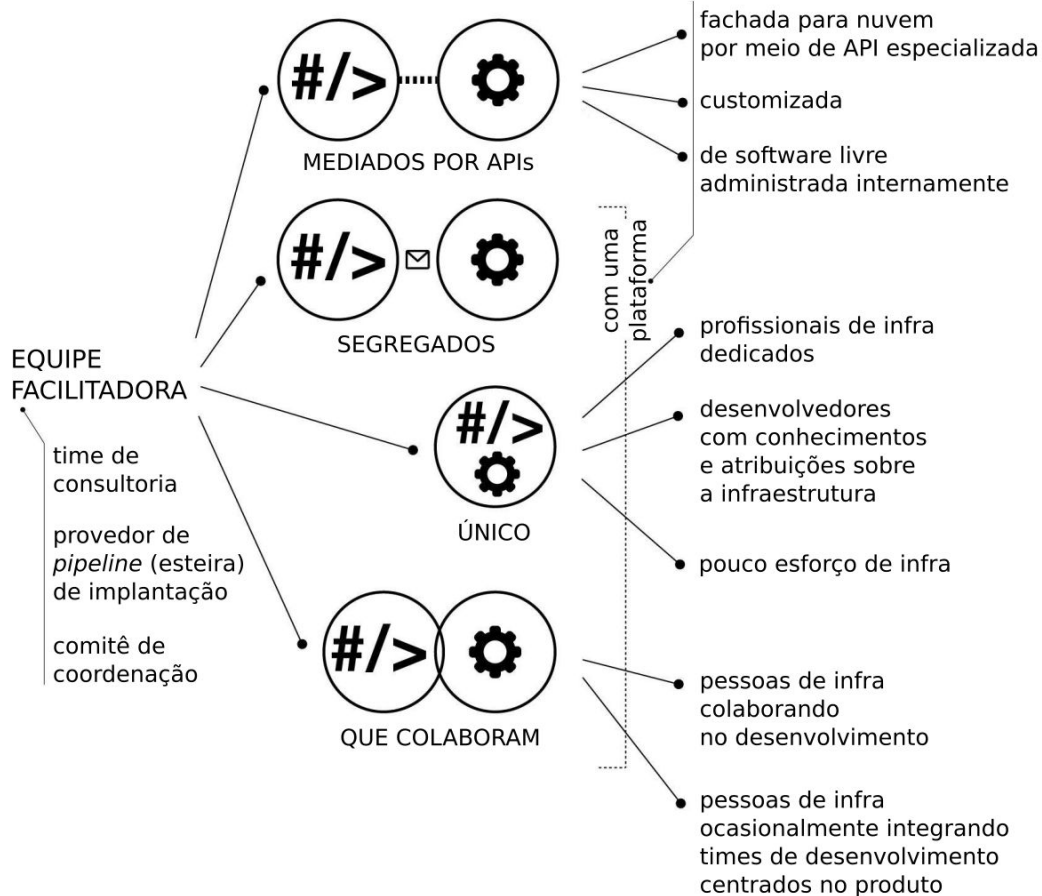 #/>
MEDIADOS POR APIs
fachada para nuvem
por meio de API especializada
customizada
de software livre
administrada internamente
#/>
SEGREGADOS
com uma
plataforma
EQUIPE
FACILITADORA
time de
consultoria
provedor de
pipeline (esteira)
de implantação
comitê de
coordenação
#/>
ÚNICO
profissionais de infra
dedicados
desenvolvedores
com conhecimentos
e atribuições sobre
a infraestrutura
pouco esforço de infra
#/>
QUE COLABORAM
pessoas de infra
colaborando
no desenvolvimento
pessoas de infra
ocasionalmente integrando
times de desenvolvimento
centrados no produto